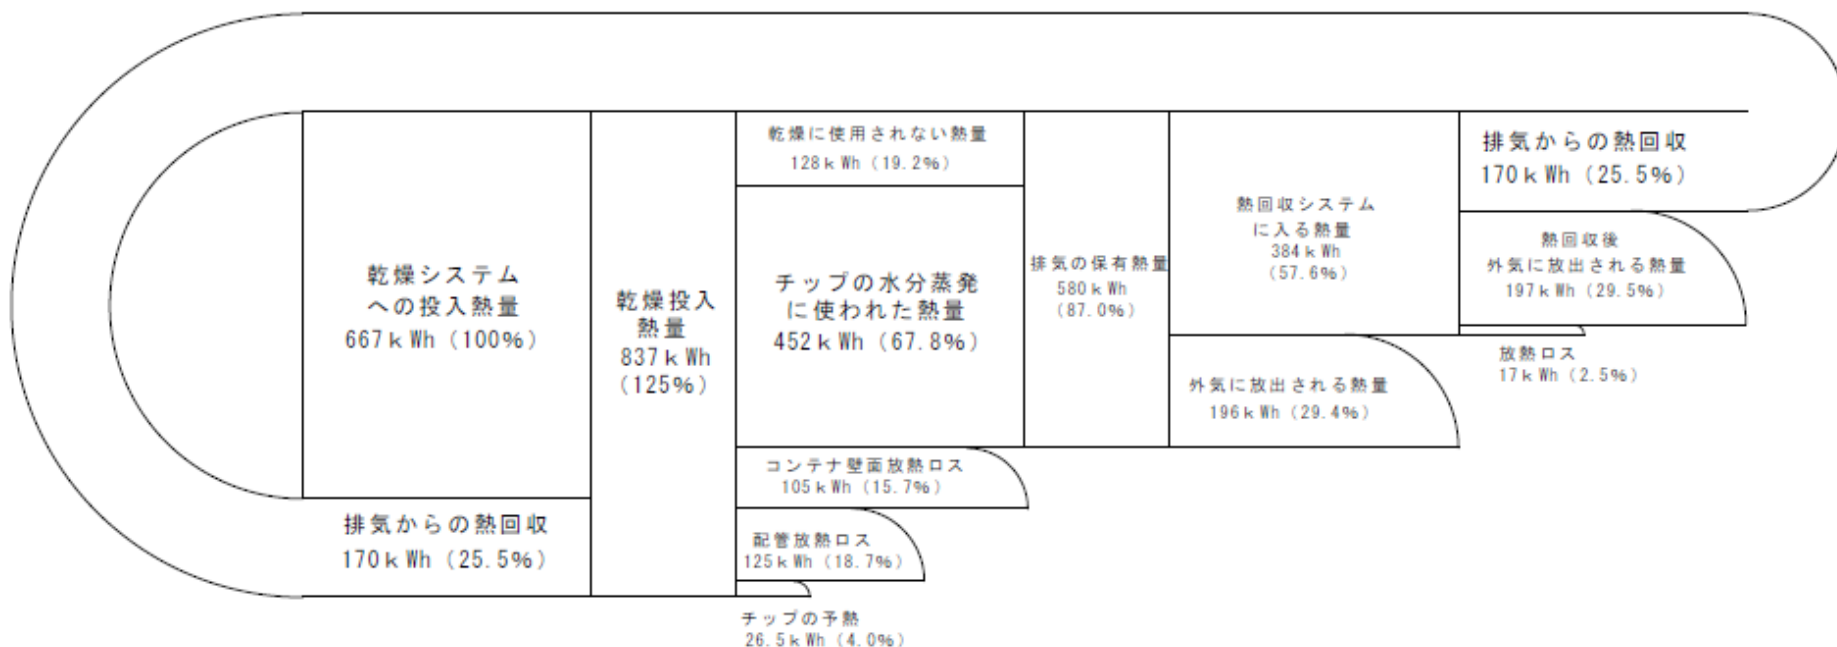 乾燥システム
への投入熱量
667kWh(100%)
排気からの熱回収
170kWh(25.5%)
乾燥投入
熱量
837kWh
(125%)
乾燥に使用されない熱量
128kWh(19.2%)
チップの水分蒸発
に使われた熱量
452kWh(67.8%)
コンテナ壁面放熱ロス
105kWh(15.7%)
配管放熱ロス
125kWh(18.7%)
チップの予熱
26.5kWh(4.0%)
排気の保有熱量
580kWh
(87.0%)
熱回収システム
に入る熱量
384kWh
(57.6%)
外気に放出される熱量
196kWh(29.4%)
排気からの熱回収
170kWh(25.5%)
熱回収後
外気に放出される熱量
197kWh(29.5%)
放熱ロス
17kWh(2.5%)